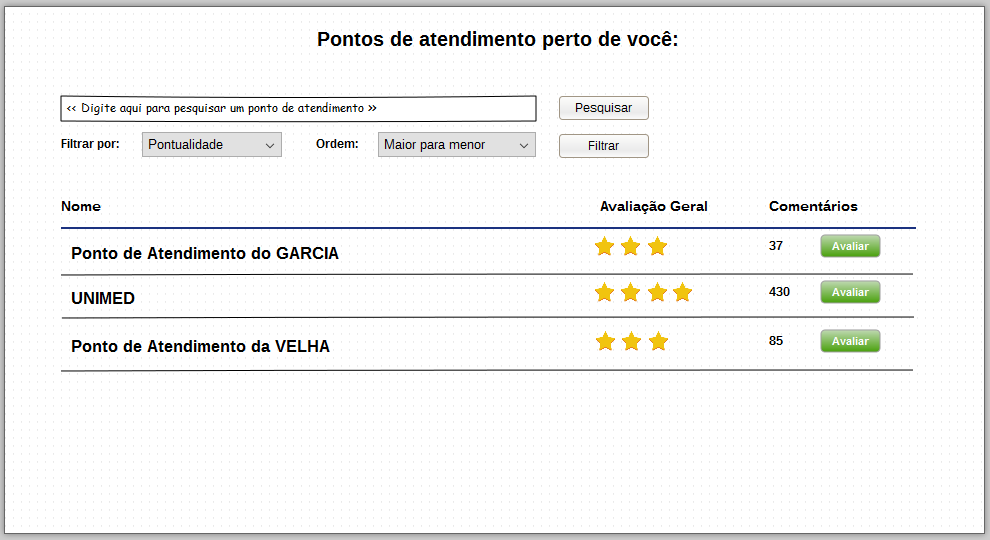 Pontos de atendimento perto de você:
<< Digite aqui para pesquisar um ponto de atendimento >> Pesquisar
Filtrar por: Pontualidade Ordem: Maior para menor Filtrar
Nome Avaliação Geral Comentários
Ponto de Atendimento do GARCIA 37 Avaliar
UNIMED 430 Avaliar
Ponto de Atendimento da VELHA 85 Avaliar